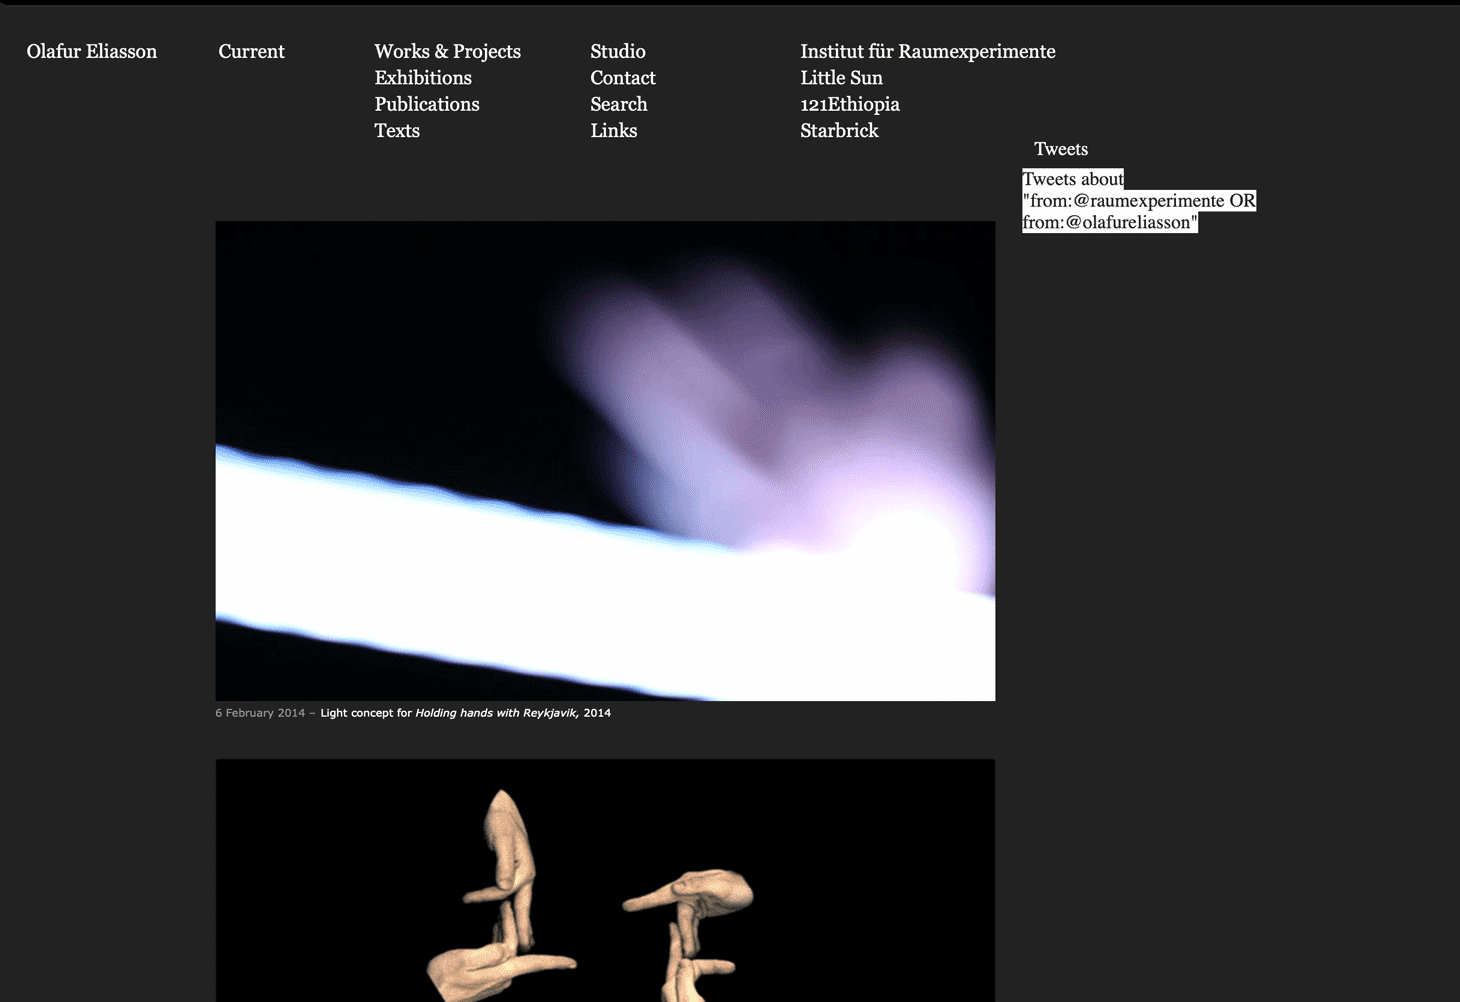 Olafur Eliasson
Current
Works & Projects
Exhibitions
Publications
Texts
Studio
Contact
Search
Links
Institut für Raumexperimente
Little Sun
121Ethiopia
Starbrick
Tweets
Tweets about
"from:@raumexperimente OR
from:@olafureliasson"
6 February 2014 – Light concept for Holding hands with Reykjavik, 2014